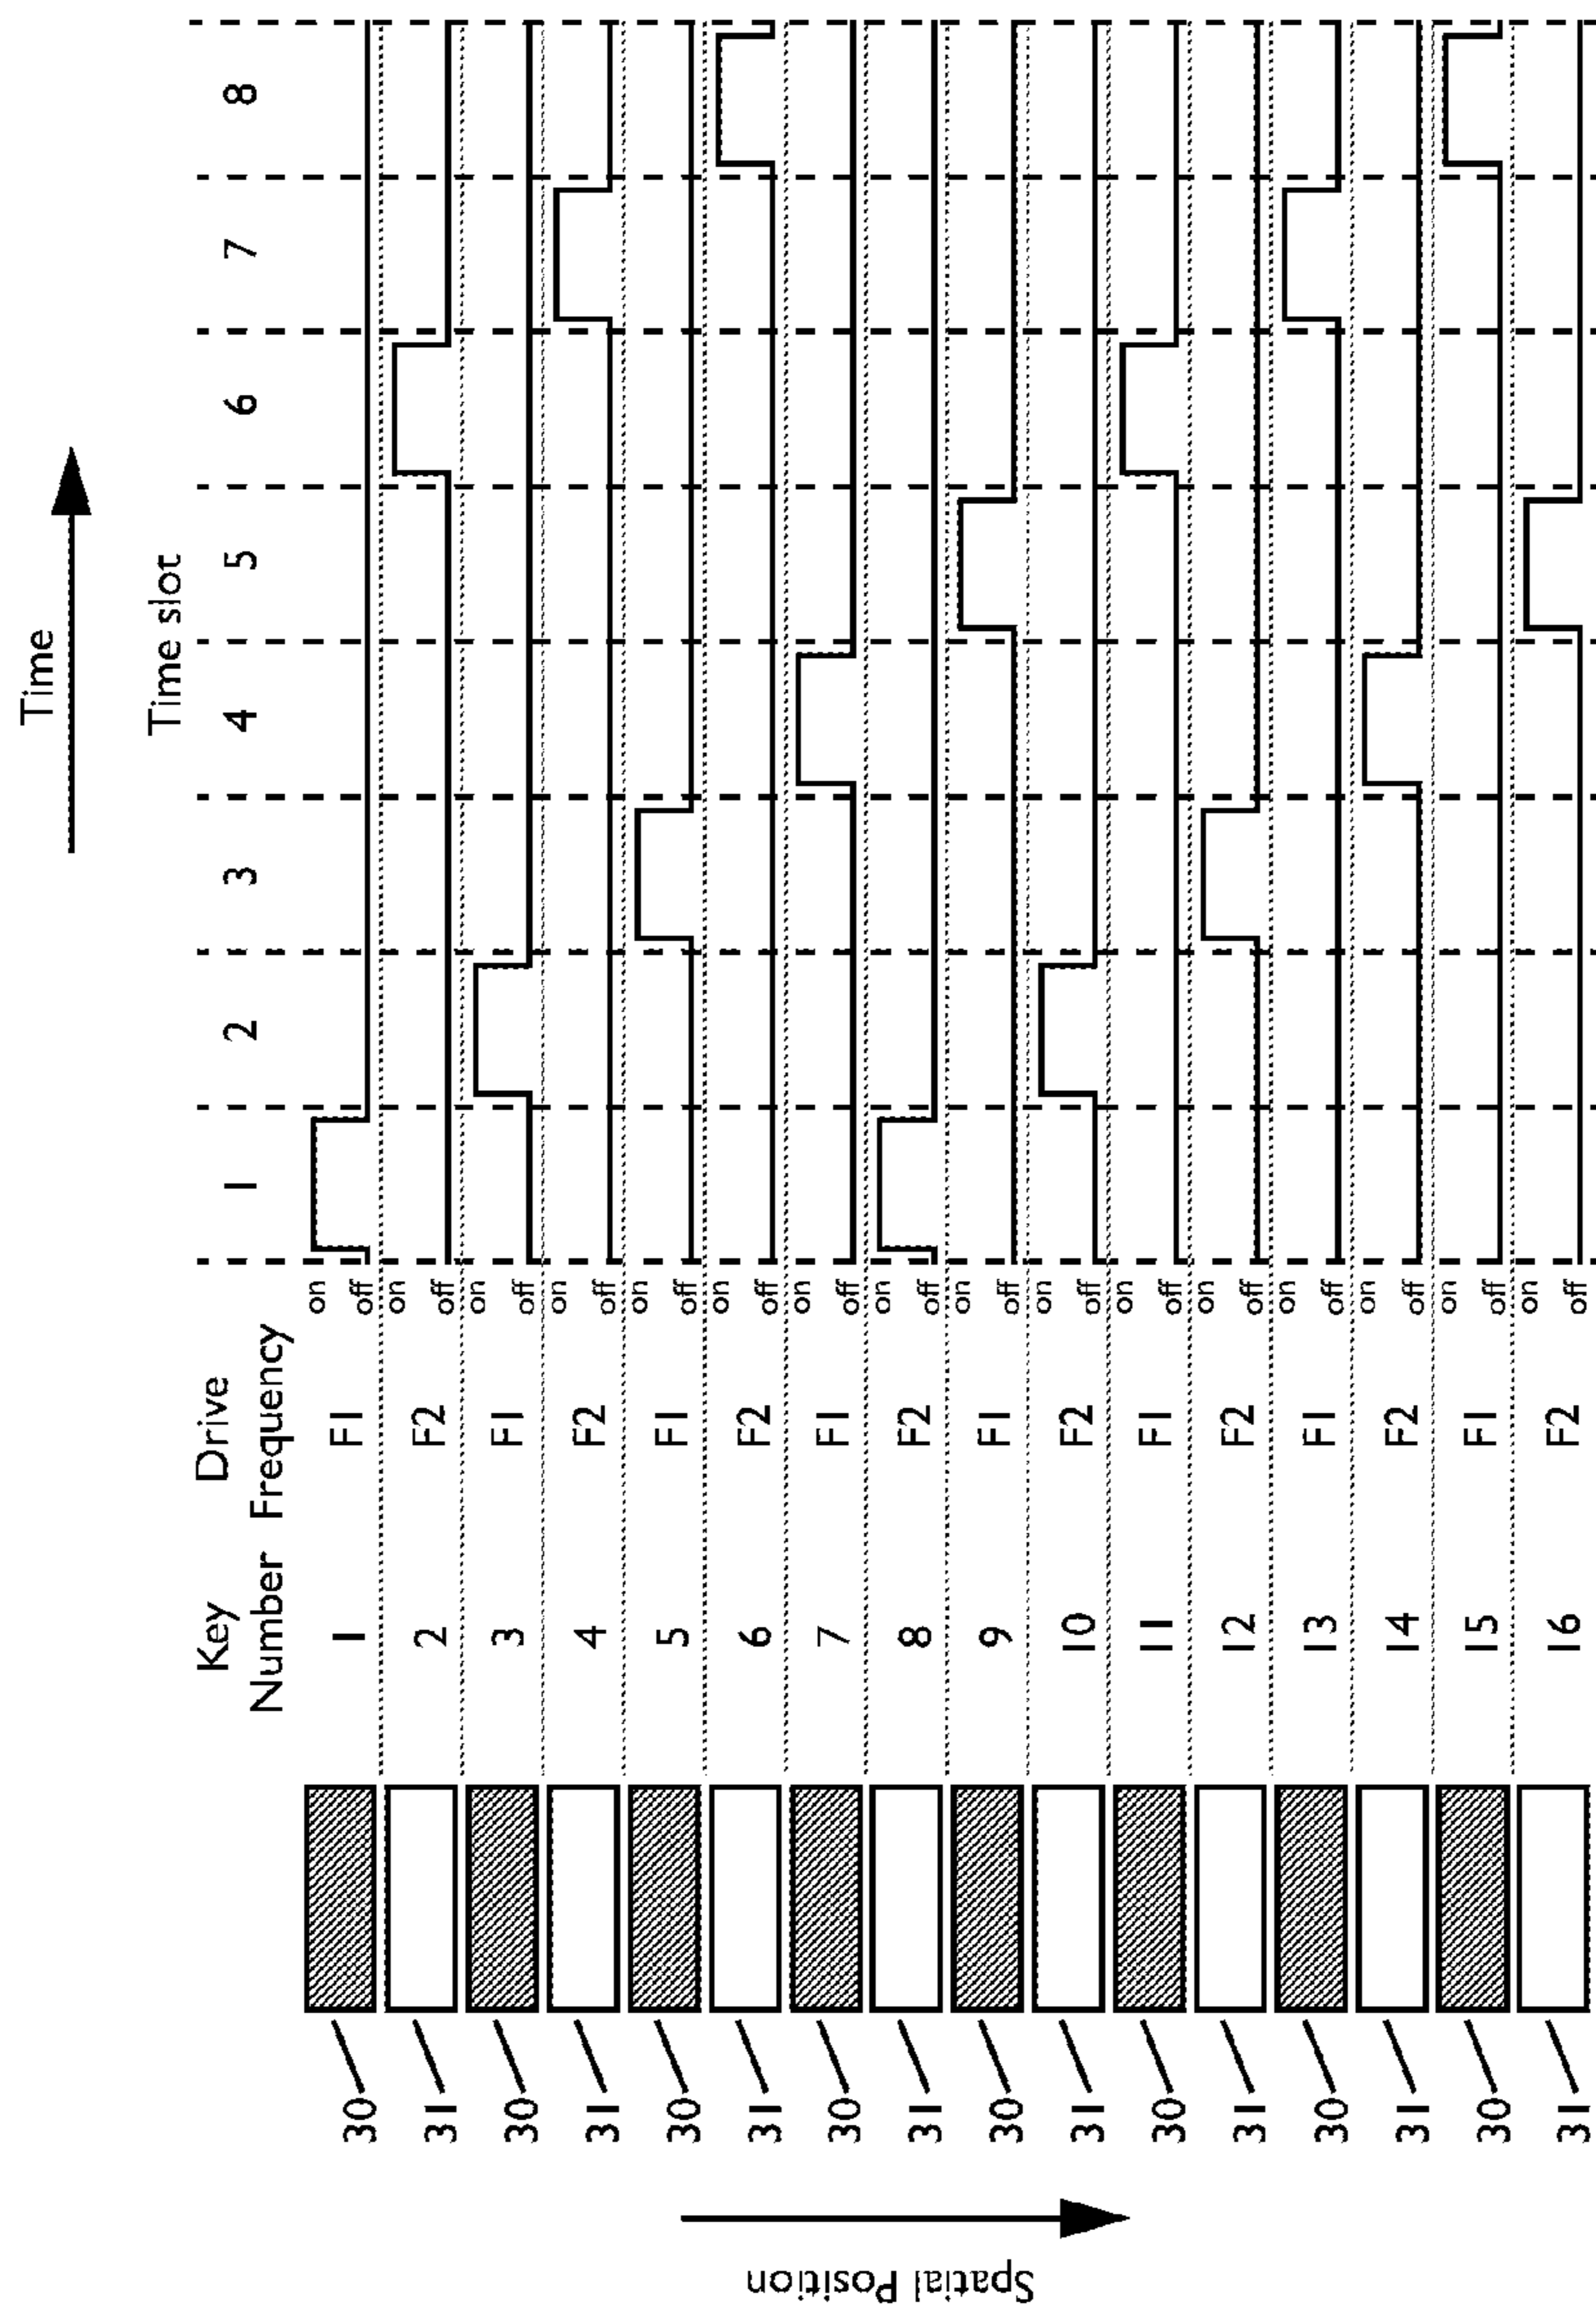 Time
Time slot
Key Number
Drive Frequency
1 2 3 4 5 6 7 8
30 1 F1 on off
31 2 F2 on off
30 3 F1 on off
31 4 F2 on off
30 5 F1 on off
31 6 F2 on off
30 7 F1 on off
31 8 F2 on off
30 9 F1 on off
31 10 F2 on off
30 11 F1 on off
31 12 F2 on off
30 13 F1 on off
31 14 F2 on off
30 15 F1 on off
31 16 F2 on off
Spatial Position